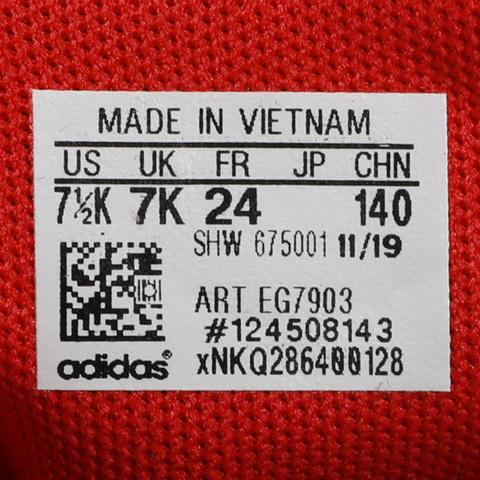 MADE IN VIETNAM
US UK FR JP CHN
7½K 7K 24 140
SHW 675001 11/19
ART EG7903
#124508143
xNKQ286400128
adidas®